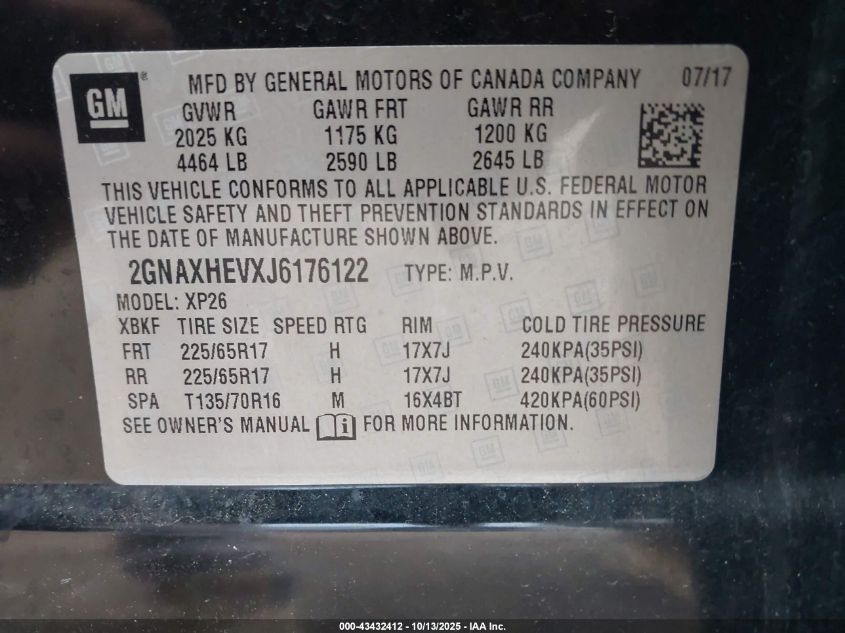 GM ® MFD BY GENERAL MOTORS OF CANADA COMPANY 07/17
GVWR GAWR FRT GAWR RR
2025 KG 1175 KG 1200 KG
4464 LB 2590 LB 2645 LB
THIS VEHICLE CONFORMS TO ALL APPLICABLE U.S. FEDERAL MOTOR
VEHICLE SAFETY AND THEFT PREVENTION STANDARDS IN EFFECT ON
THE DATE OF MANUFACTURE SHOWN ABOVE.
2GNAXHEVXJ6176122 TYPE: M.P.V.
MODEL: XP26
XBKF TIRE SIZE SPEED RTG RIM COLD TIRE PRESSURE
FRT 225/65R17 H 17X7J 240KPA(35PSI)
RR 225/65R17 H 17X7J 240KPA(35PSI)
SPA T135/70R16 M 16X4BT 420KPA(60PSI)
SEE OWNER'S MANUAL FOR MORE INFORMATION.
000-43432412 - 10/13/2025 - IAA Inc.